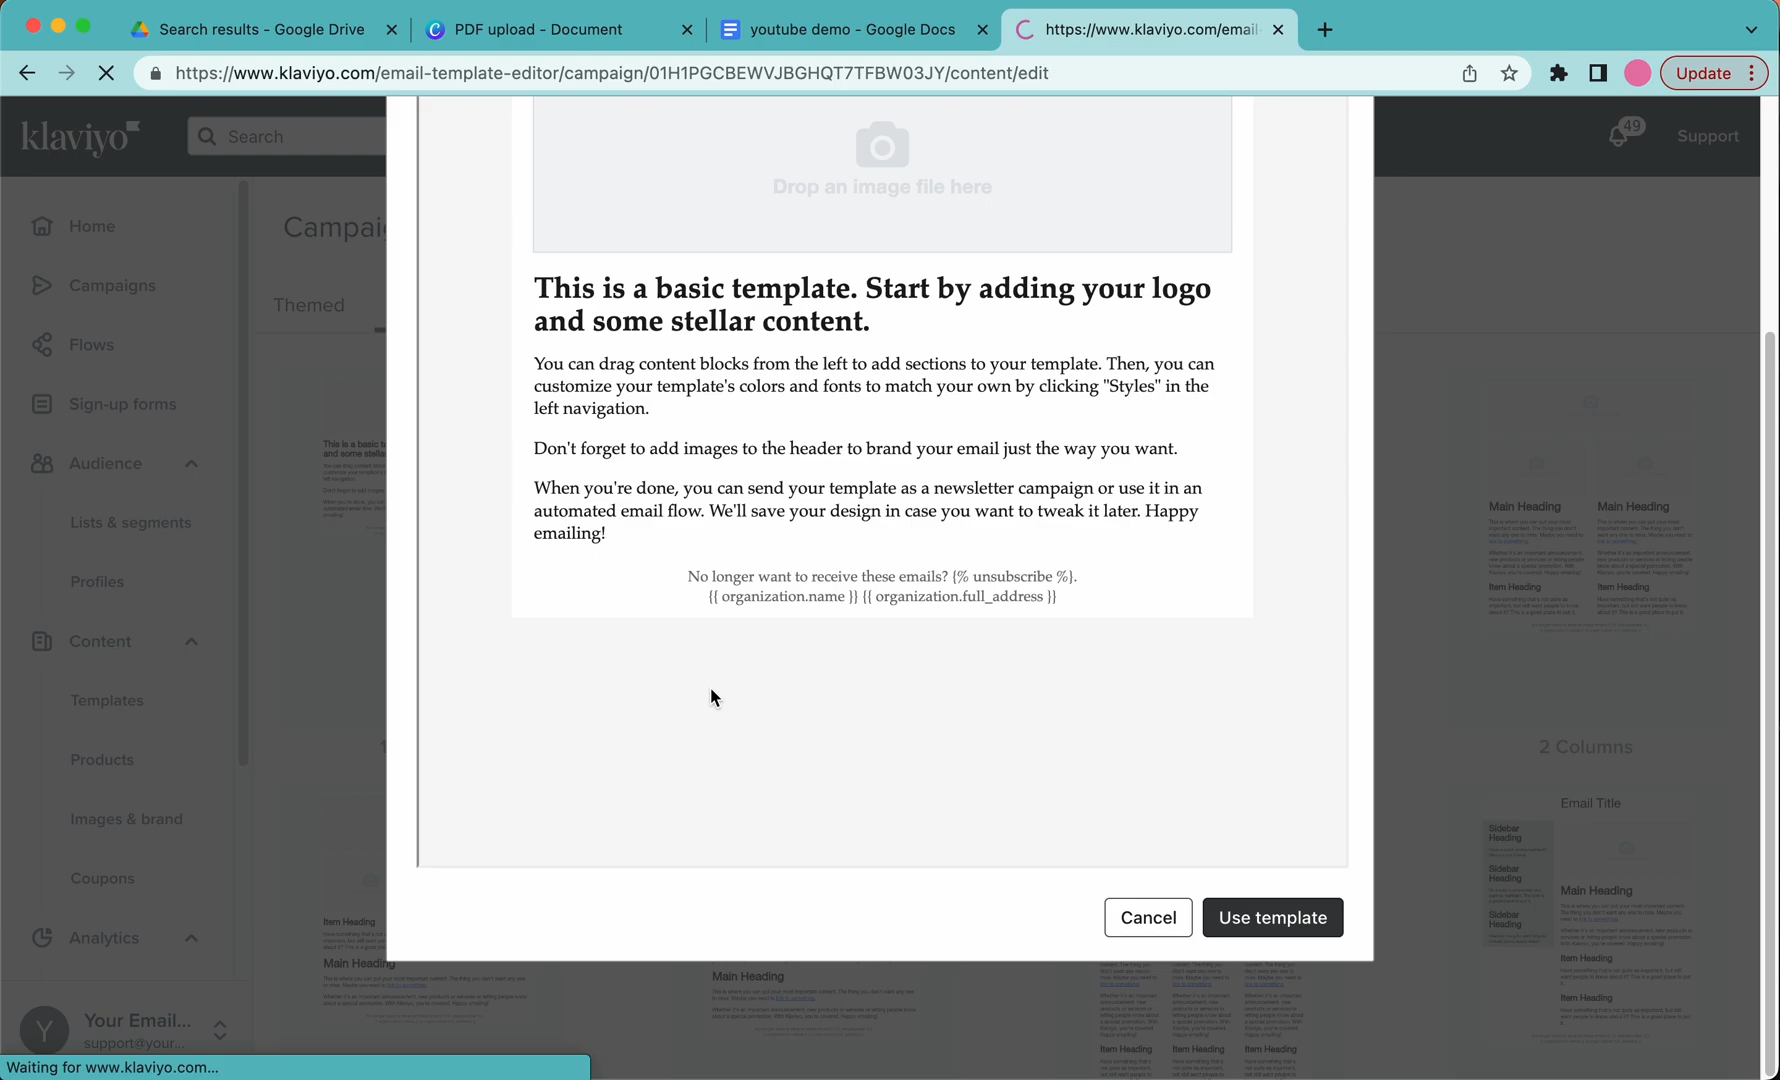 Search results - Google Drive
PDF upload - Document
youtube demo - Google Docs
https://www.klaviyo.com/email-
https://www.klaviyo.com/email-template-editor/campaign/01H1PGCBEWVJBGHQT7TFBW03JY/content/edit
Update
klaviyo
Search
49
Support
Home
Campaigns
Flows
Sign-up forms
Audience
Lists & segments
Profiles
Content
Templates
Products
Images & brand
Coupons
Analytics
Y
Your Email...
support@your...
Campai
Themed
Drop an image file here
This is a basic template. Start by adding your logo
and some stellar content.
You can drag content blocks from the left to add sections to your template. Then, you can
customize your template's colors and fonts to match your own by clicking "Styles" in the
left navigation.
Don't forget to add images to the header to brand your email just the way you want.
When you're done, you can send your template as a newsletter campaign or use it in an
automated email flow. We'll save your design in case you want to tweak it later. Happy
emailing!
No longer want to receive these emails? {% unsubscribe %}.
{{ organization.name }} {{ organization.full_address }}
Cancel
Use template
This is a basic t
and some stella
Item Heading
Main Heading
Main Heading
Item Heading
Item Heading
Item Heading
Main Heading
Main Heading
Item Heading
Item Heading
2 Columns
Email Title
Sidebar
Heading
Sidebar
Heading
Sidebar
Heading
Main Heading
Item Heading
Item Heading
Waiting for www.klaviyo.com...